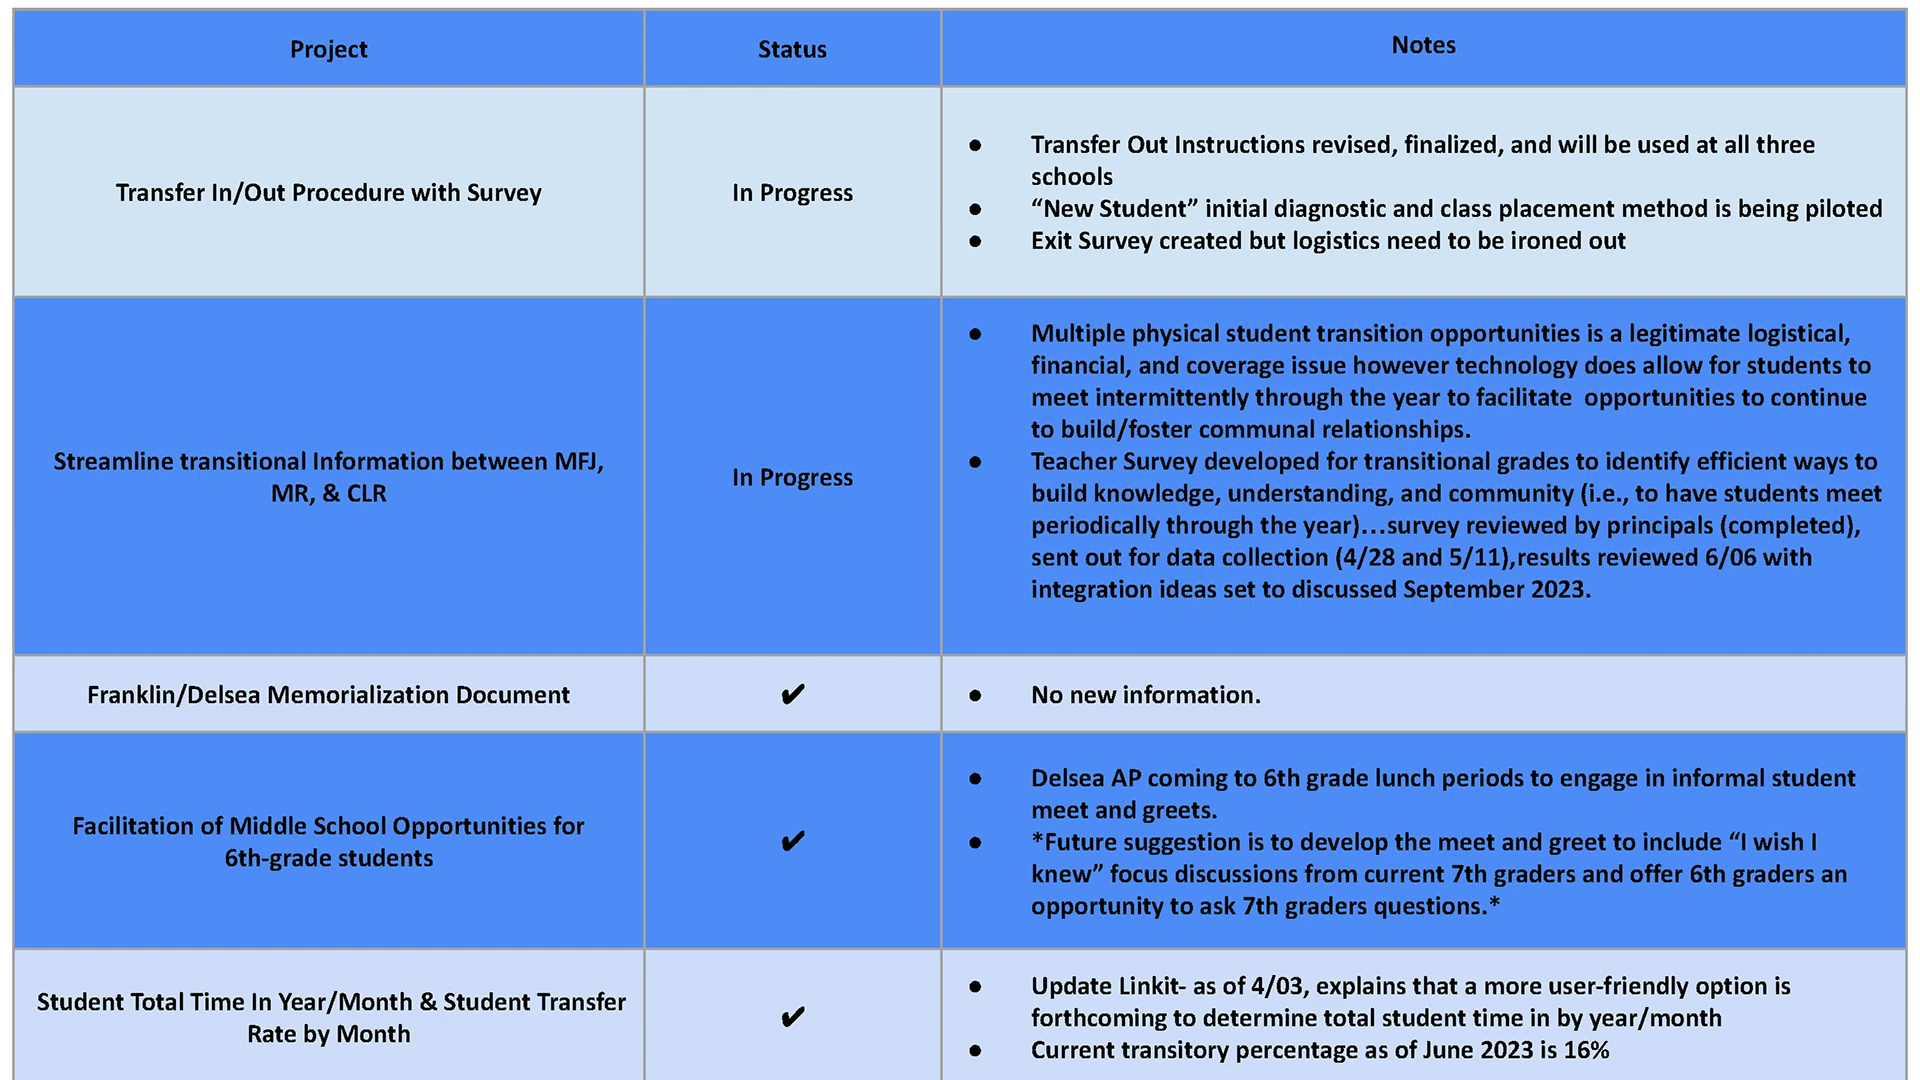 Project
Status
Notes
Transfer In/Out Procedure with Survey
In Progress
● Transfer Out Instructions revised, finalized, and will be used at all three
schools
● “New Student” initial diagnostic and class placement method is being piloted
● Exit Survey created but logistics need to be ironed out
Streamline transitional Information between MFJ,
MR, & CLR
In Progress
● Multiple physical student transition opportunities is a legitimate logistical,
financial, and coverage issue however technology does allow for students to
meet intermittently through the year to facilitate  opportunities to continue
to build/foster communal relationships.
● Teacher Survey developed for transitional grades to identify efficient ways to
build knowledge, understanding, and community (i.e., to have students meet
periodically through the year)…survey reviewed by principals (completed),
sent out for data collection (4/28 and 5/11),results reviewed 6/06 with
integration ideas set to discussed September 2023.
Franklin/Delsea Memorialization Document
✔
● No new information.
Facilitation of Middle School Opportunities for
6th-grade students
✔
● Delsea AP coming to 6th grade lunch periods to engage in informal student
meet and greets.
● *Future suggestion is to develop the meet and greet to include “I wish I
knew” focus discussions from current 7th graders and offer 6th graders an
opportunity to ask 7th graders questions.*
Student Total Time In Year/Month & Student Transfer
Rate by Month
✔
● Update Linkit- as of 4/03, explains that a more user-friendly option is
forthcoming to determine total student time in by year/month
● Current transitory percentage as of June 2023 is 16%